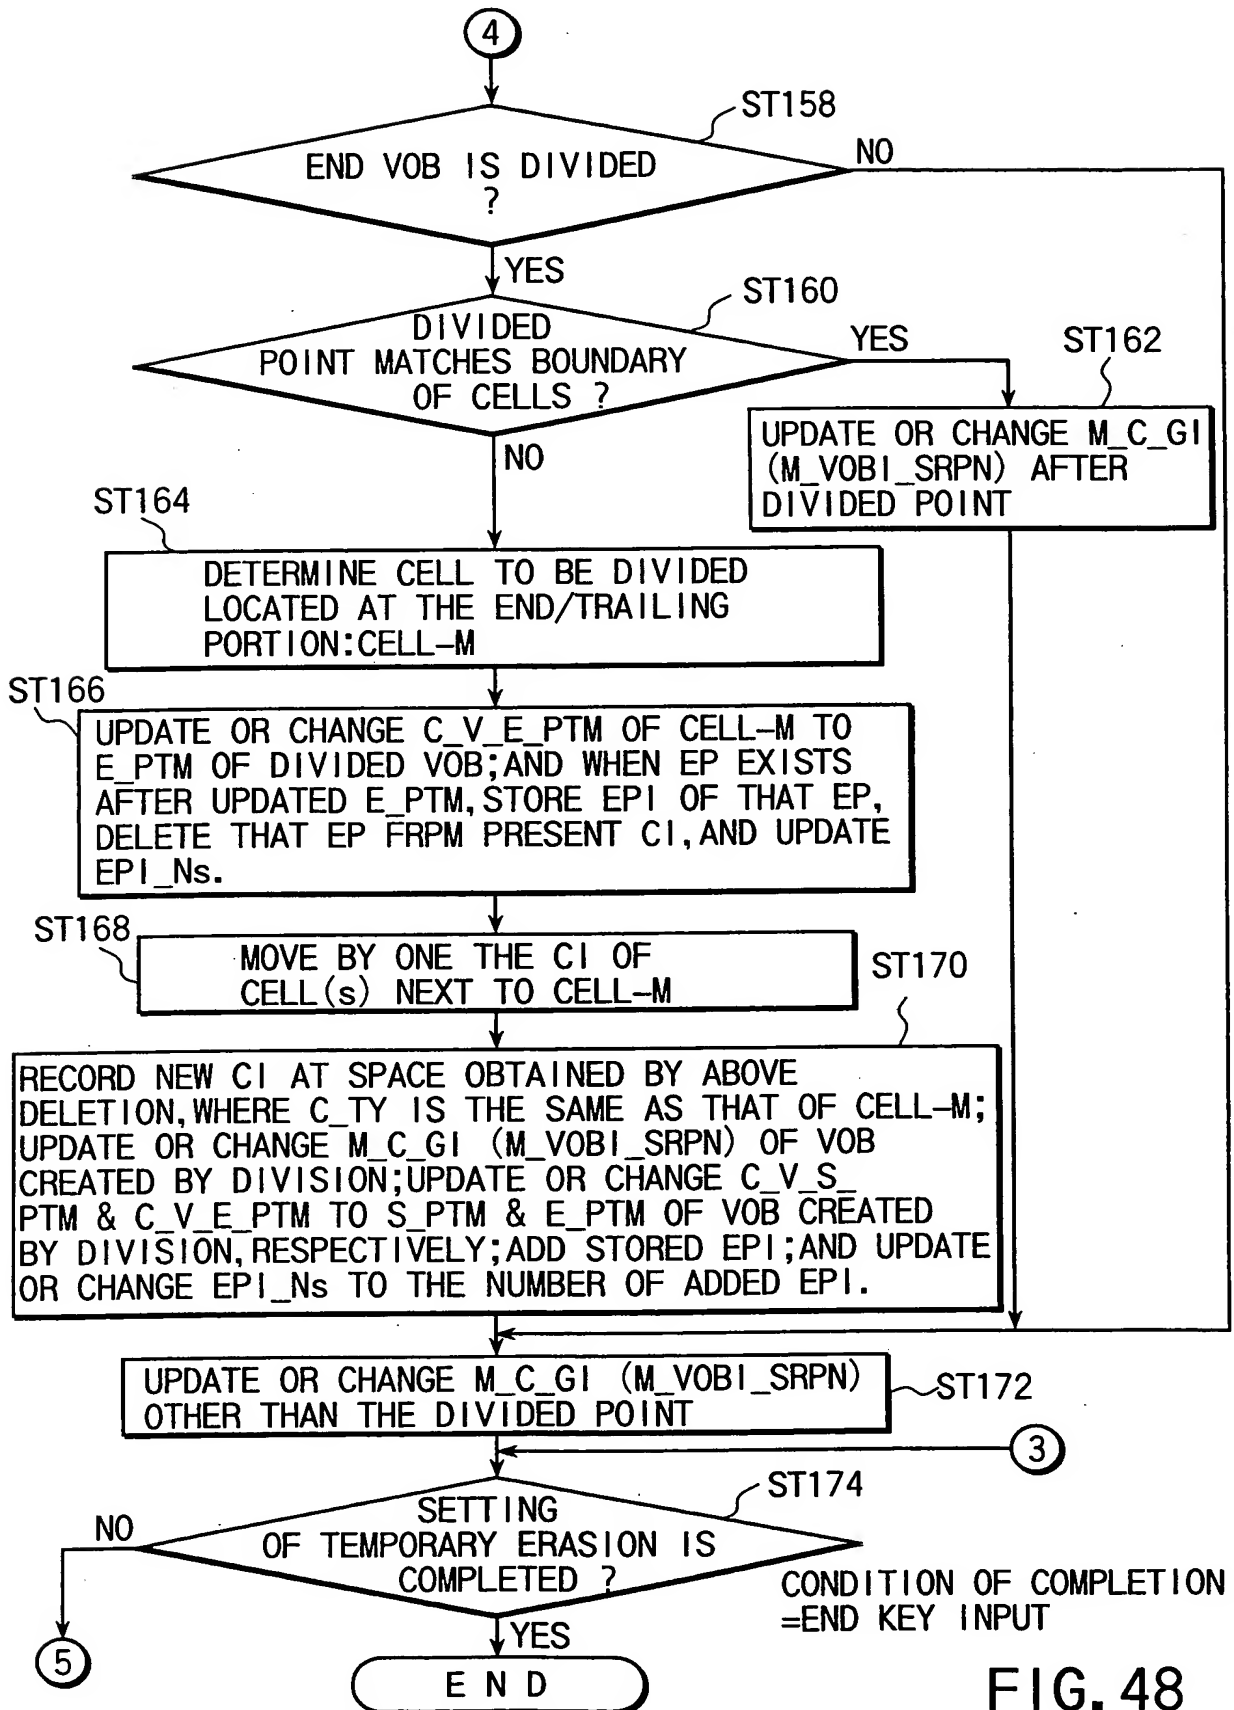 4
ST158
END VOB IS DIVIDED
?
NO
YES
ST160
DIVIDED
POINT MATCHES BOUNDARY
OF CELLS ?
YES
ST162
UPDATE OR CHANGE M_C_GI
(M_VOBI_SRPN) AFTER
DIVIDED POINT
NO
ST164
DETERMINE CELL TO BE DIVIDED
LOCATED AT THE END/TRAILING
PORTION:CELL-M
ST166
UPDATE OR CHANGE C_V_E_PTM OF CELL-M TO
E_PTM OF DIVIDED VOB;AND WHEN EP EXISTS
AFTER UPDATED E_PTM,STORE EPI OF THAT EP,
DELETE THAT EP FRPM PRESENT CI,AND UPDATE
EPI_Ns.
ST168
MOVE BY ONE THE CI OF
CELL(s) NEXT TO CELL-M
ST170
RECORD NEW CI AT SPACE OBTAINED BY ABOVE
DELETION,WHERE C_TY IS THE SAME AS THAT OF CELL-M;
UPDATE OR CHANGE M_C_GI (M_VOBI_SRPN) OF VOB
CREATED BY DIVISION;UPDATE OR CHANGE C_V_S_
PTM & C_V_E_PTM TO S_PTM & E_PTM OF VOB CREATED
BY DIVISION,RESPECTIVELY;ADD STORED EPI;AND UPDATE
OR CHANGE EPI_Ns TO THE NUMBER OF ADDED EPI.
UPDATE OR CHANGE M_C_GI (M_VOBI_SRPN)
OTHER THAN THE DIVIDED POINT
ST172
3
ST174
SETTING
OF TEMPORARY ERASION IS
COMPLETED ?
NO
CONDITION OF COMPLETION
=END KEY INPUT
YES
5
END
FIG. 48